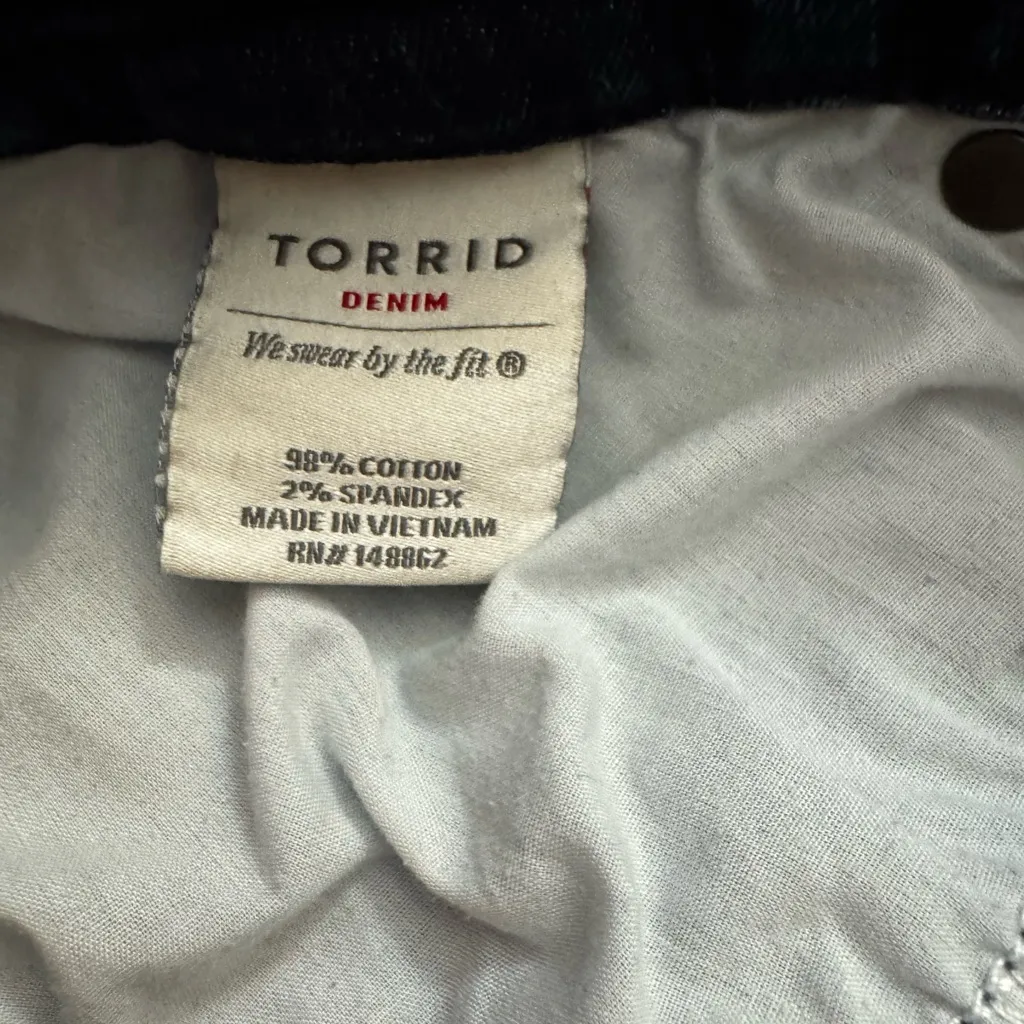 TORRID
DENIM
We swear by the fit ®
98% COTTON
2% SPANDEX
MADE IN VIETNAM
RN# 148862